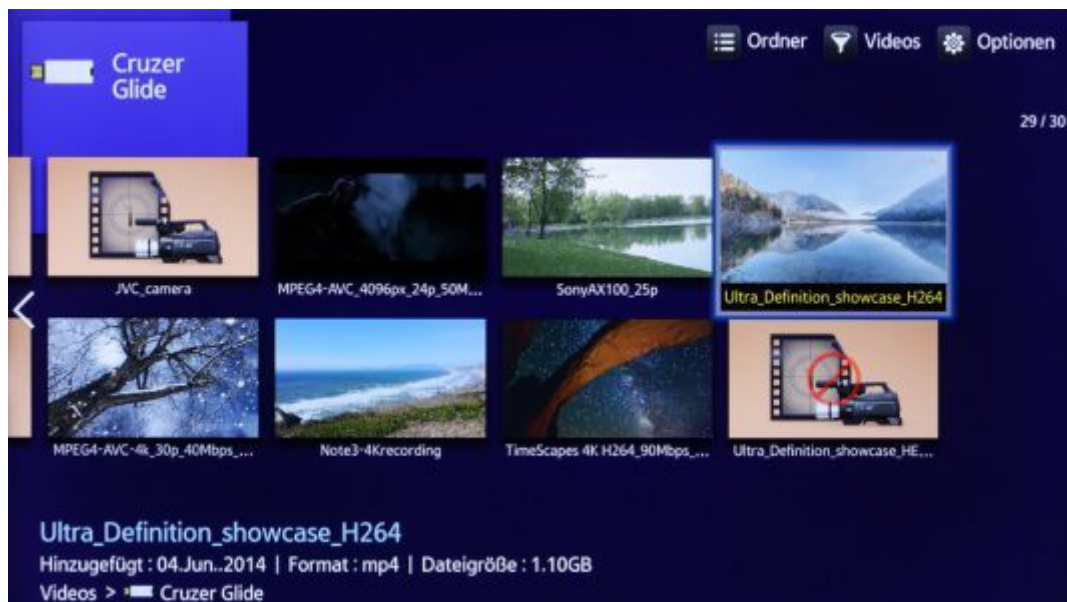 Cruzer
Glide
Ordner
Videos
Optionen
29 / 30
JVC_camera
MPEG4-AVC_4096px_24p_50M...
SonyAX100_25p
Ultra_Definition_showcase_H264
MPEG4-AVC-4k_30p_40Mbps_...
Note3-4Krecording
TimeScapes 4K H264_90Mbps_...
Ultra_Definition_showcase_HE...
Ultra_Definition_showcase_H264
Hinzugefügt : 04.Jun..2014 | Format : mp4 | Dateigröße : 1.10GB
Videos > Cruzer Glide